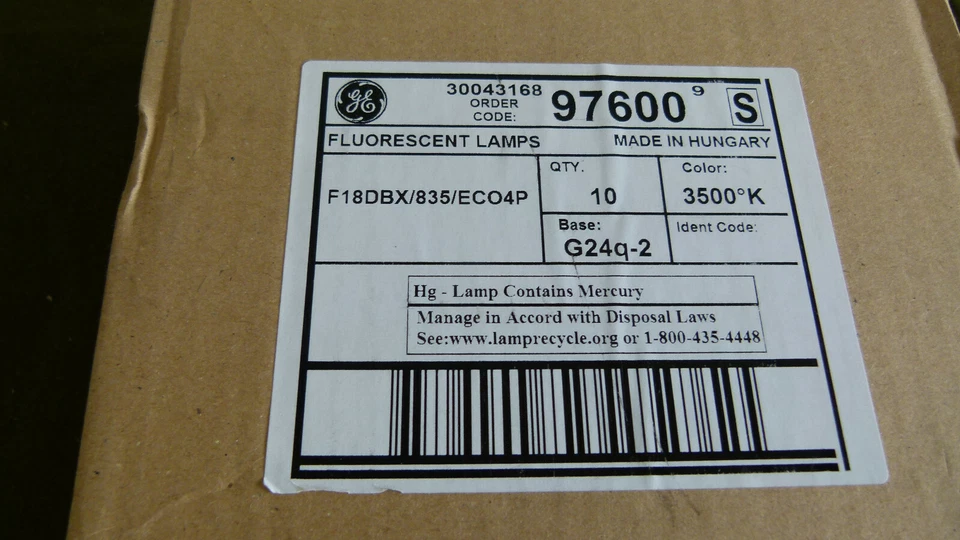 GE
30043168
ORDER CODE: 97600 9 S
FLUORESCENT LAMPS MADE IN HUNGARY
F18DBX/835/ECO4P
QTY.
10
Color:
3500°K
Base:
G24q-2
Ident Code:
Hg - Lamp Contains Mercury
Manage in Accord with Disposal Laws
See:www.lamprecycle.org or 1-800-435-4448